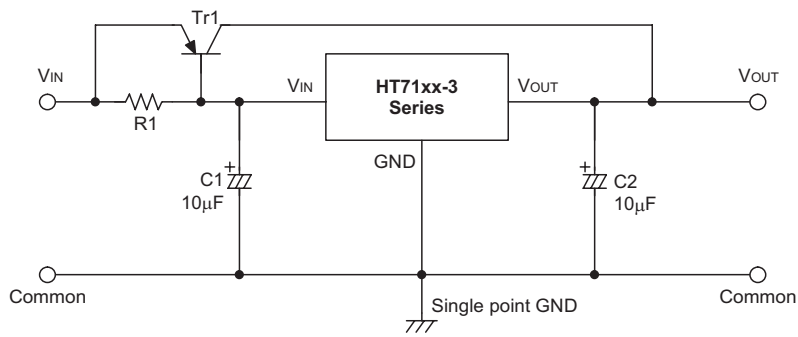 Tr1
VIN
R1
VIN
HT71xx-3
Series
VOUT
VOUT
GND
+
C1
10μF
+
C2
10μF
Common
Single point GND
Common